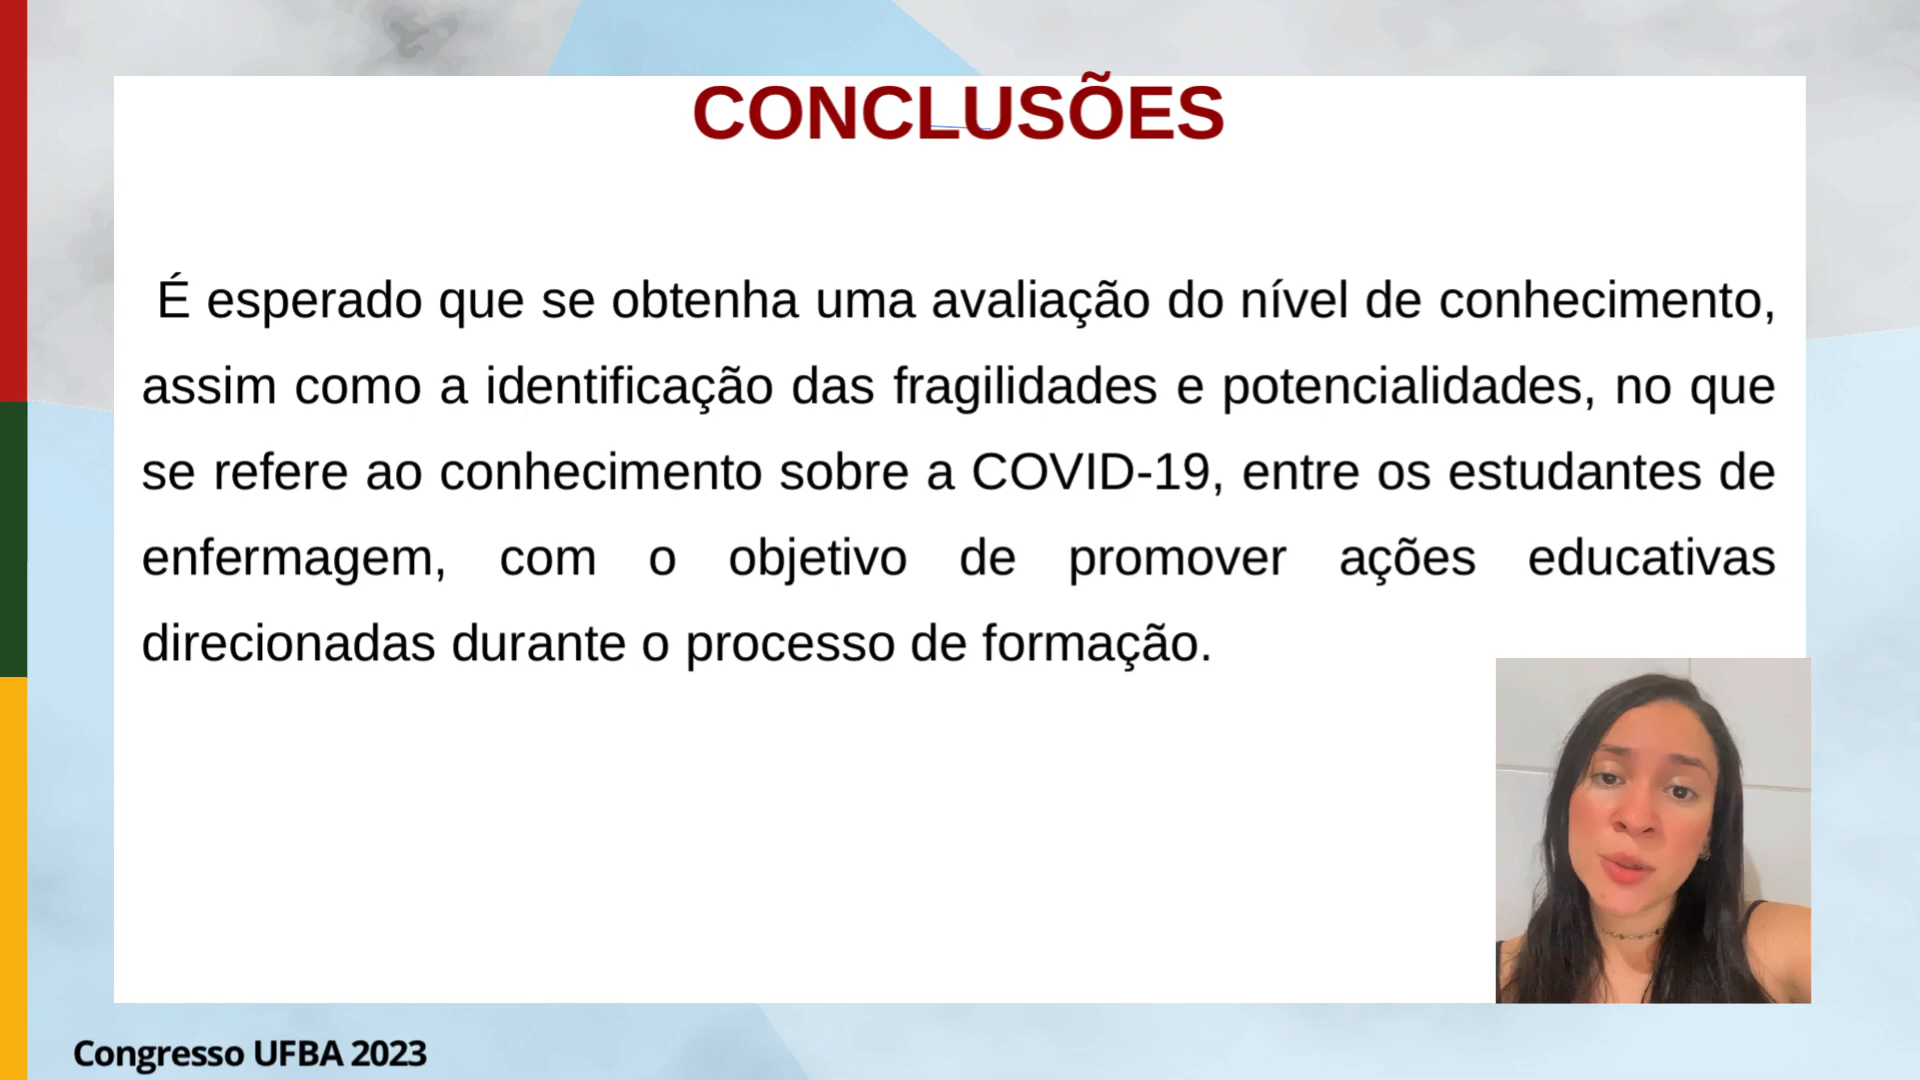 CONCLUSÕES
É esperado que se obtenha uma avaliação do nível de conhecimento,
assim como a identificação das fragilidades e potencialidades, no que
se refere ao conhecimento sobre a COVID-19, entre os estudantes de
enfermagem, com o objetivo de promover ações educativas
direcionadas durante o processo de formação.
Congresso UFBA 2023